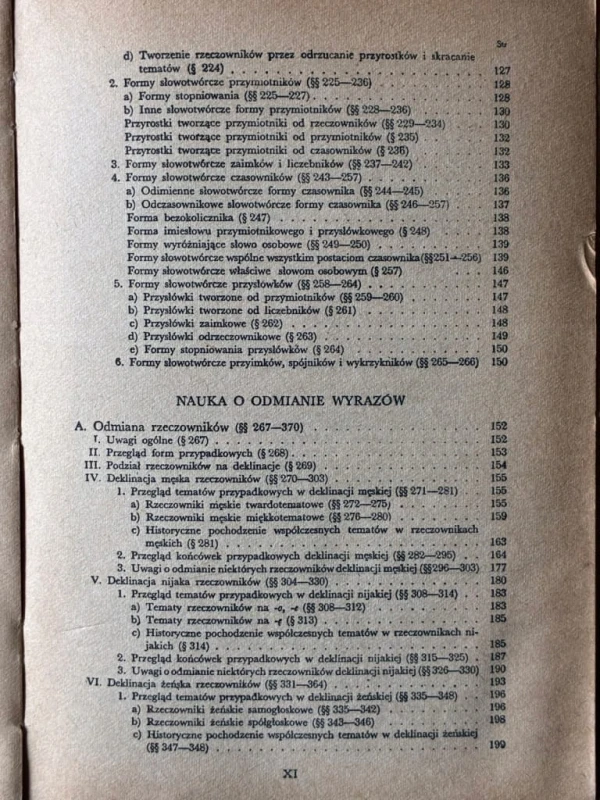 Str
d) Tworzenie rzeczowników przez odrzucanie przyrostków i skracanie
tematów (§ 224) . . . . . . . . . . . . . . . 127
2. Formy słowotwórcze przymiotników (§§ 225—236) . . . . . . 128
a) Formy stopniowania (§§ 225—227) . . . . . . . . . . 128
b) Inne słowotwórcze formy przymiotników (§§ 228—236) . . . . 130
Przyrostki tworzące przymiotniki od rzeczowników (§§ 229—234) . 130
Przyrostki tworzące przymiotniki od przymiotników (§ 235) . . 132
Przyrostki tworzące przymiotniki od czasowników (§ 236) . . . 132
3. Formy słowotwórcze zaimków i liczebników (§§ 237—242) . . . 133
4. Formy słowotwórcze czasowników (§§ 243—257) . . . . . . 136
a) Odimienne słowotwórcze formy czasownika (§§ 244—245) . . . 136
b) Odczasownikowe słowotwórcze formy czasownika (§§ 246—257) . 137
Forma bezokolicznika (§ 247) . . . . . . . . . . . 138
Forma imiesłowu przymiotnikowego i przysłówkowego (§ 248) . . 138
Formy wyróżniające słowo osobowe (§§ 249—250) . . . . . 139
Formy słowotwórcze wspólne wszystkim postaciom czasownika (§§ 251—256) 139
Formy słowotwórcze właściwe słowom osobowym (§ 257) . . . 146
5. Formy słowotwórcze przysłówków (§§ 258—264) . . . . . . 147
a) Przysłówki tworzone od przymiotników (§§ 259—260) . . . . 147
b) Przysłówki tworzone od liczebników (§ 261) . . . . . . . 148
c) Przysłówki zaimkowe (§ 262) . . . . . . . . . . . 148
d) Przysłówki odrzeczownikowe (§ 263) . . . . . . . . . 149
e) Formy stopniowania przysłówków (§ 264) . . . . . . . . 150
6. Formy słowotwórcze przyimków, spójników i wykrzykników (§§ 265—266) 150
NAUKA O ODMIANIE WYRAZÓW
A. Odmiana rzeczowników (§§ 267—370) . . . . . . . . . . 152
I. Uwagi ogólne (§ 267) . . . . . . . . . . . . . . 152
II. Przegląd form przypadkowych (§ 268) . . . . . . . . . . 153
III. Podział rzeczowników na deklinacje (§ 269) . . . . . . . . 154
IV. Deklinacja męska rzeczowników (§§ 270—303) . . . . . . . 155
1. Przegląd tematów przypadkowych w deklinacji męskiej (§§ 271—281) . 155
a) Rzeczowniki męskie twardotematowe (§§ 272—275) . . . . . 155
b) Rzeczowniki męskie miękkotematowe (§§ 276—280) . . . . . 159
c) Historyczne pochodzenie współczesnych tematów w rzeczownikach
męskich (§ 281) . . . . . . . . . . . . . . . 163
2. Przegląd końcówek przypadkowych deklinacji męskiej (§§ 282—295) . . 164
3. Uwagi o odmianie niektórych rzeczowników deklinacji męskiej (§§ 296—303) 177
V. Deklinacja nijaka rzeczowników (§§ 304—330) . . . . . . . 180
1. Przegląd tematów przypadkowych w deklinacji nijakiej (§§ 308—314) . . 183
a) Tematy rzeczowników na -o, -e (§§ 308—312) . . . . . . . 183
b) Tematy rzeczowników na -ę (§ 313) . . . . . . . . . . 185
c) Historyczne pochodzenie współczesnych tematów w rzeczownikach ni-
jakich (§ 314) . . . . . . . . . . . . . . . . 185
2. Przegląd końcówek przypadkowych w deklinacji nijakiej (§§ 315—325) . 187
3. Uwagi o odmianie niektórych rzeczowników deklinacji nijakiej (§§ 326—330) 190
VI. Deklinacja żeńska rzeczowników (§§ 331—364) . . . . . . . 193
1. Przegląd tematów przypadkowych w deklinacji żeńskiej (§§ 335—348) . . 196
a) Rzeczowniki żeńskie samogłoskowe (§§ 335—342) . . . . . . 196
b) Rzeczowniki żeńskie spółgłoskowe (§§ 343—346) . . . . . . 198
c) Historyczne pochodzenie współczesnych tematów w deklinacji żeńskiej
(§§ 347—348) . . . . . . . . . . . . . . . . 199
XI